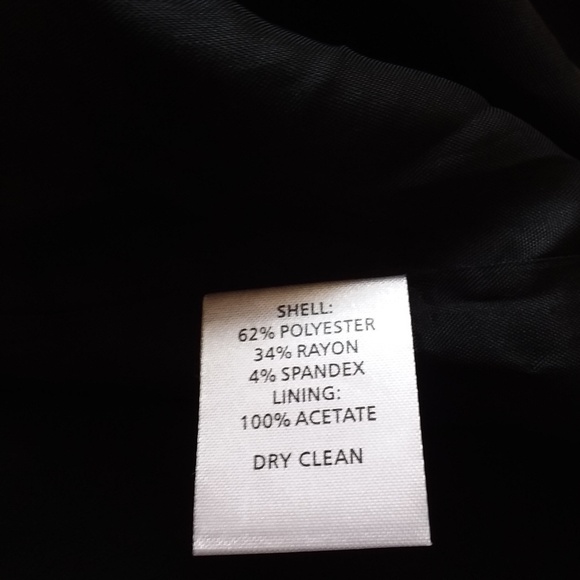 SHELL:
62% POLYESTER
34% RAYON
4% SPANDEX
LINING:
100% ACETATE
DRY CLEAN